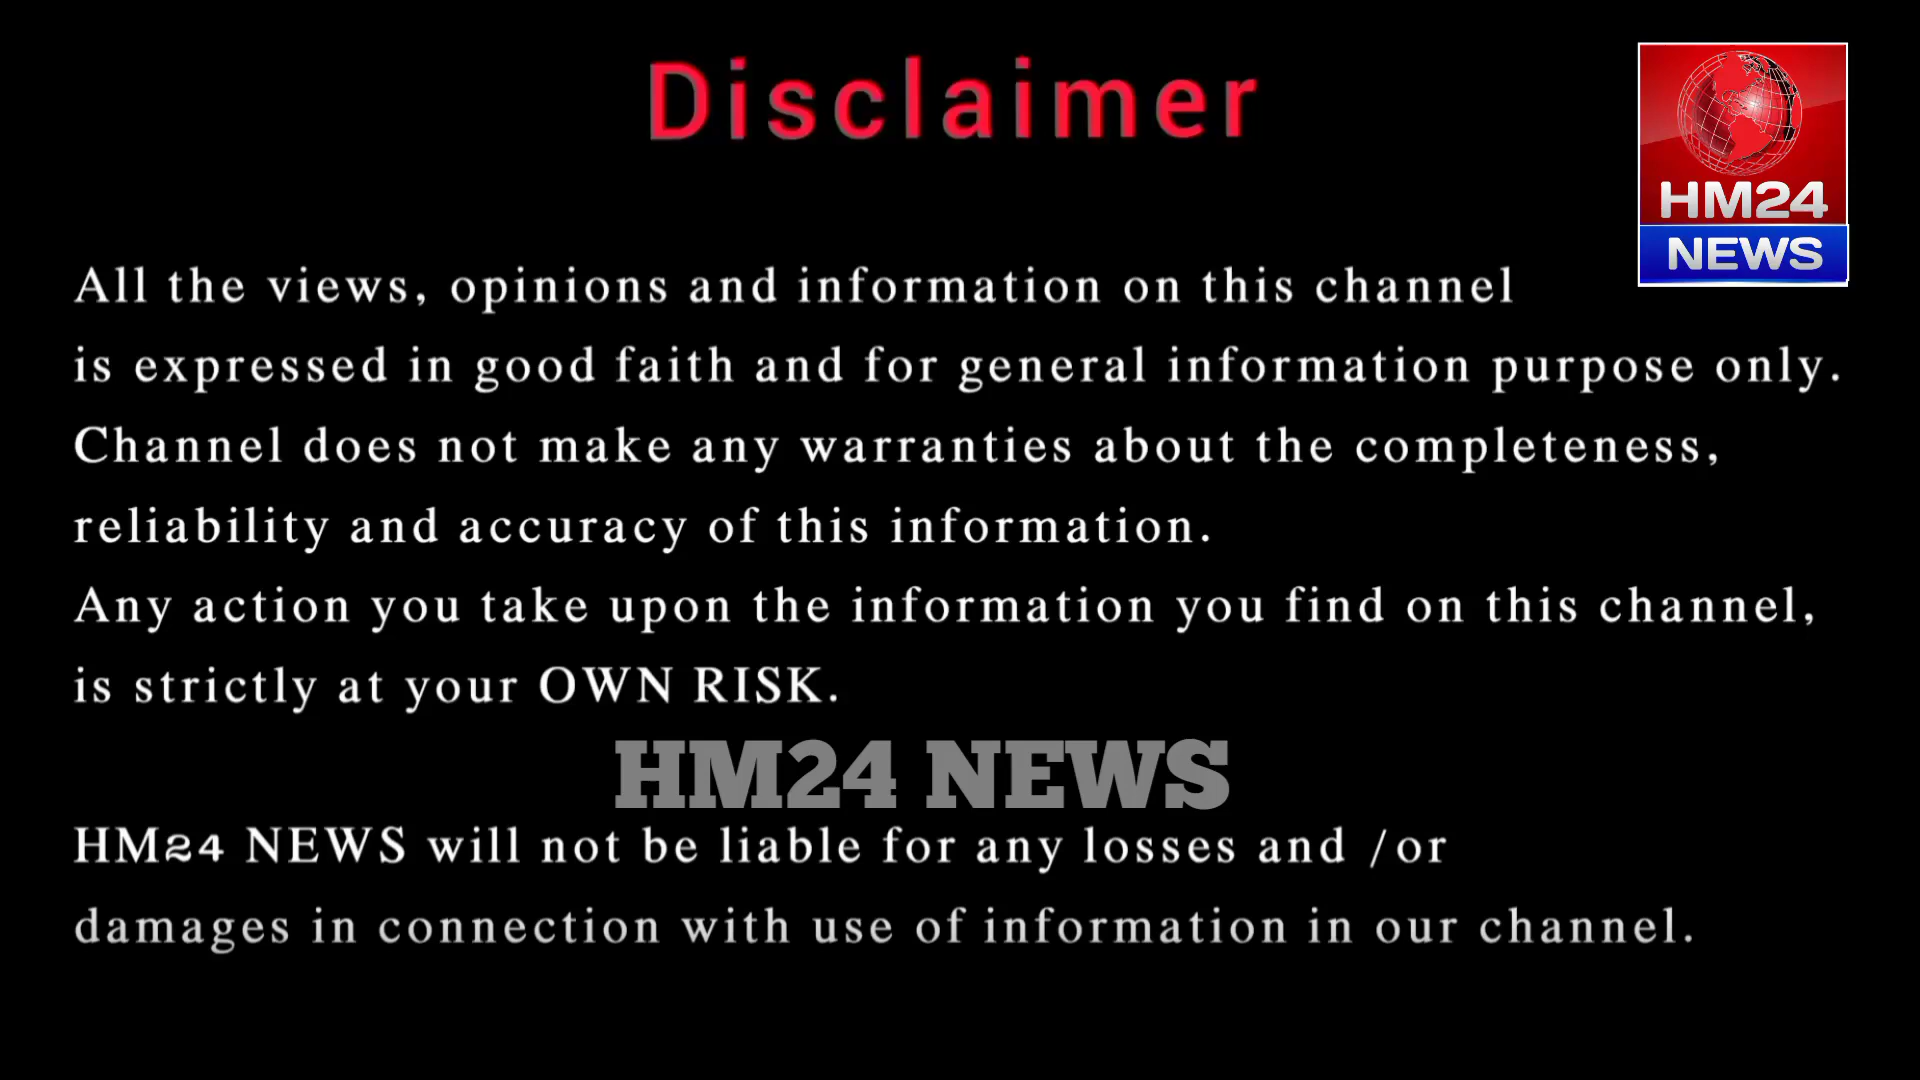 Disclaimer
HM24
NEWS
All the views, opinions and information on this channel
is expressed in good faith and for general information purpose only.
Channel does not make any warranties about the completeness,
reliability and accuracy of this information.
Any action you take upon the information you find on this channel,
is strictly at your OWN RISK.
HM24 NEWS
HM24 NEWS will not be liable for any losses and /or
damages in connection with use of information in our channel.